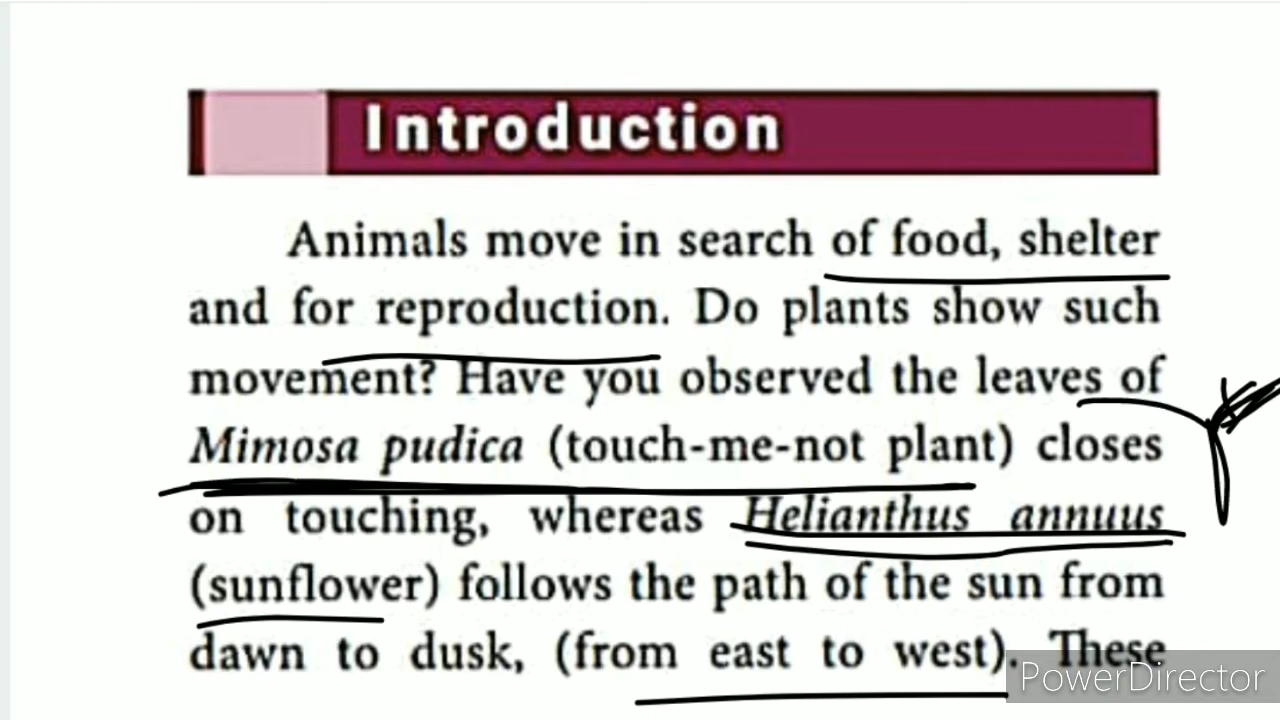 Introduction
Animals move in search of food, shelter
and for reproduction. Do plants show such
movement? Have you observed the leaves of
Mimosa pudica (touch-me-not plant) closes
on touching, whereas Helianthus annuus
(sunflower) follows the path of the sun from
dawn to dusk, (from east to west). These
PowerDirector